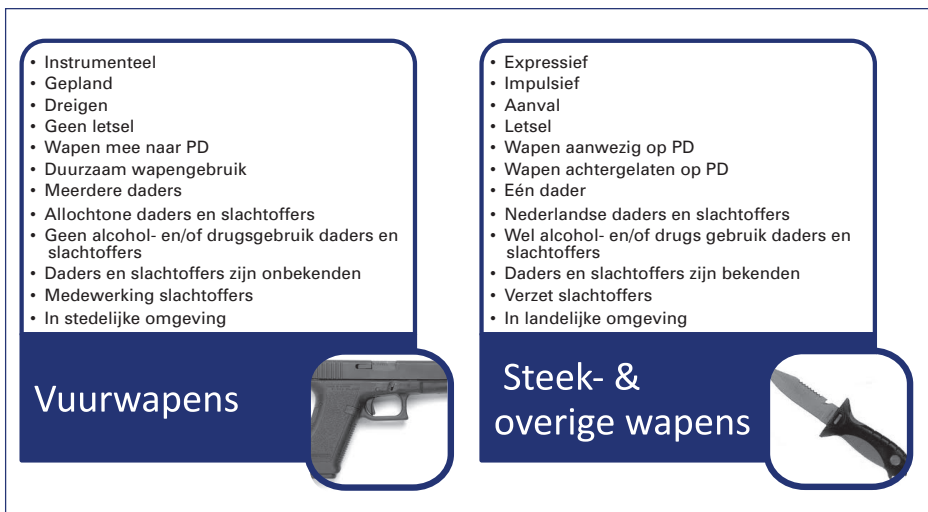 • Instrumenteel
• Gepland
• Dreigen
• Geen letsel
• Wapen mee naar PD
• Duurzaam wapengebruik
• Meerdere daders
• Allochtone daders en slachtoffers
• Geen alcohol- en/of drugsgebruik daders en
slachtoffers
• Daders en slachtoffers zijn onbekenden
• Medewerking slachtoffers
• In stedelijke omgeving
Vuurwapens
• Expressief
• Impulsief
• Aanval
• Letsel
• Wapen aanwezig op PD
• Wapen achtergelaten op PD
• Eén dader
• Nederlandse daders en slachtoffers
• Wel alcohol- en/of drugs gebruik daders en
slachtoffers
• Daders en slachtoffers zijn bekenden
• Verzet slachtoffers
• In landelijke omgeving
Steek- &
overige wapens